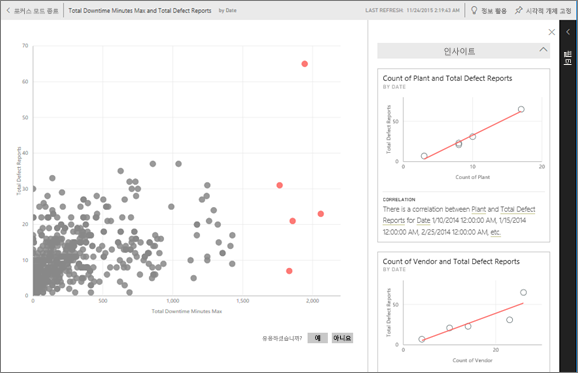 포커스 모드 종료
Total Downtime Minutes Max and Total Defect Reports
by Date
LAST REFRESH: 11/26/2015 2:19:43 AM
정보 활용
시각적 개체 고정
필터
70
60
50
40
30
20
10
0
Total Defect Reports
0
500
1,000
1,500
2,000
Total Downtime Minutes Max
유용하셨습니까?
예
아니요
인사이트
Count of Plant and Total Defect Reports
BY DATE
50
0
Total Defect Reports
0
10
20
Count of Plant
CORRELATION
There is a correlation between Plant and Total Defect
Reports for Date 1/10/2014 12:00:00 AM, 1/15/2014
12:00:00 AM, 2/25/2014 12:00:00 AM, etc.
Count of Vendor and Total Defect Reports
BY DATE
50
0
Total Defect Reports
0
20
Count of Vendor